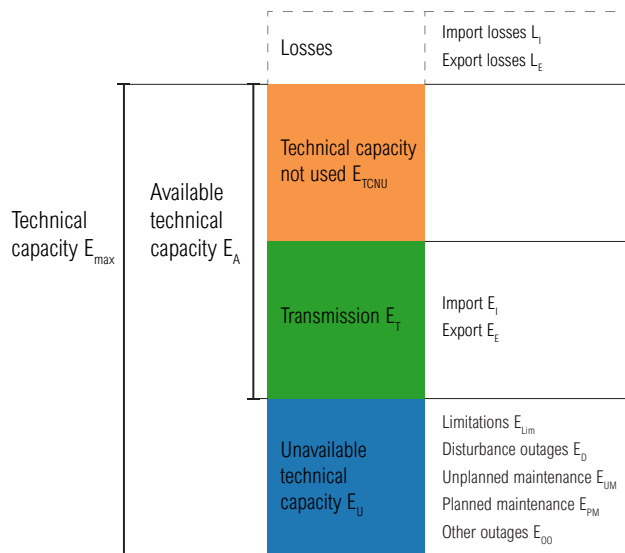 Losses
Import losses L_I
Export losses L_E
Technical
capacity E_max
Available
technical
capacity E_A
Technical capacity
not used E_TCNU
Transmission E_T
Import E_I
Export E_E
Unavailable
technical
capacity E_U
Limitations E_Lim
Disturbance outages E_D
Unplanned maintenance E_UM
Planned maintenance E_PM
Other outages E_OO